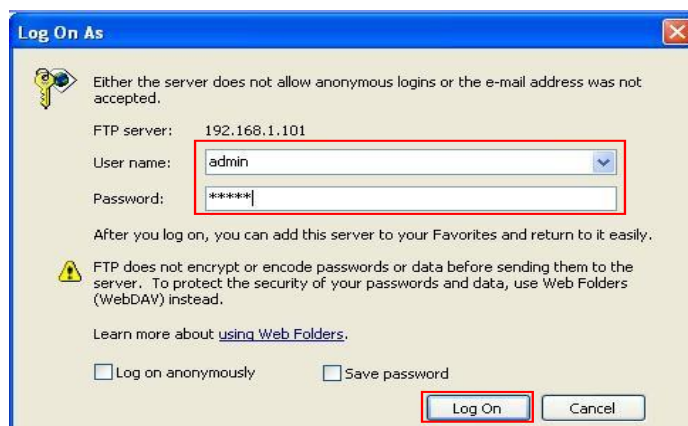 Log On As
Either the server does not allow anonymous logins or the e-mail address was not
accepted.
FTP server: 192.168.1.101
User name: admin
Password: *****
After you log on, you can add this server to your Favorites and return to it easily.
FTP does not encrypt or encode passwords or data before sending them to the
server. To protect the security of your passwords and data, use Web Folders
(WebDAV) instead.
Learn more about using Web Folders.
Log on anonymously Save password
Log On Cancel